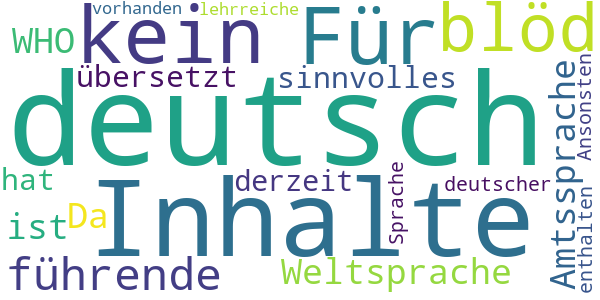 vorhanden
lehrreiche
WHO
kein
Für
blöd
übersetzt
sinnvolles
deutsch
Ansonsten
Amtssprache
hat
derzeit
Sprache
deutscher
Inhalte
enthalten
ist
Da
führende
Weltsprache